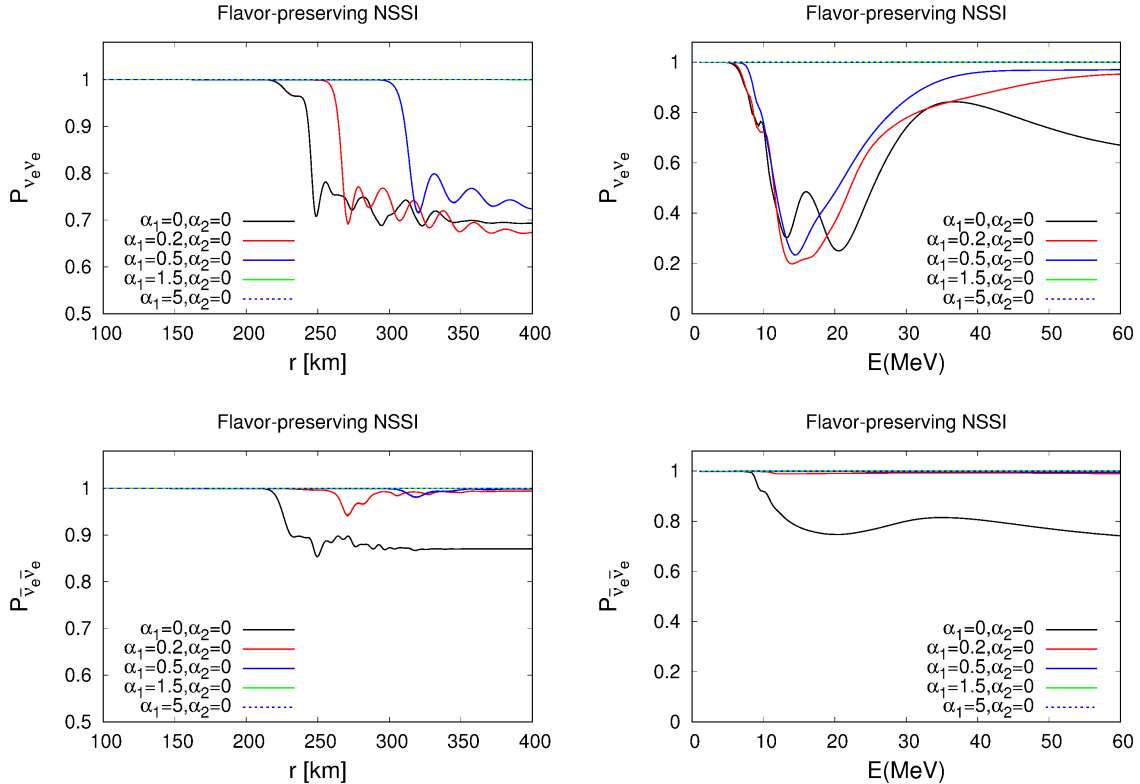 Flavor-preserving NSSI
P_{ν_e ν_e}
1
0.9
0.8
0.7
0.6
0.5
α₁=0,α₂=0
α₁=0.2,α₂=0
α₁=0.5,α₂=0
α₁=1.5,α₂=0
α₁=5,α₂=0
100 150 200 250 300 350 400
r [km]
Flavor-preserving NSSI
P_{ν_e ν_e}
1
0.8
0.6
0.4
0.2
0
α₁=0,α₂=0
α₁=0.2,α₂=0
α₁=0.5,α₂=0
α₁=1.5,α₂=0
α₁=5,α₂=0
0 10 20 30 40 50 60
E(MeV)
Flavor-preserving NSSI
P_{ν̄_e ν̄_e}
1
0.9
0.8
0.7
0.6
0.5
α₁=0,α₂=0
α₁=0.2,α₂=0
α₁=0.5,α₂=0
α₁=1.5,α₂=0
α₁=5,α₂=0
100 150 200 250 300 350 400
r [km]
Flavor-preserving NSSI
P_{ν̄_e ν̄_e}
1
0.8
0.6
0.4
0.2
0
α₁=0,α₂=0
α₁=0.2,α₂=0
α₁=0.5,α₂=0
α₁=1.5,α₂=0
α₁=5,α₂=0
0 10 20 30 40 50 60
E(MeV)